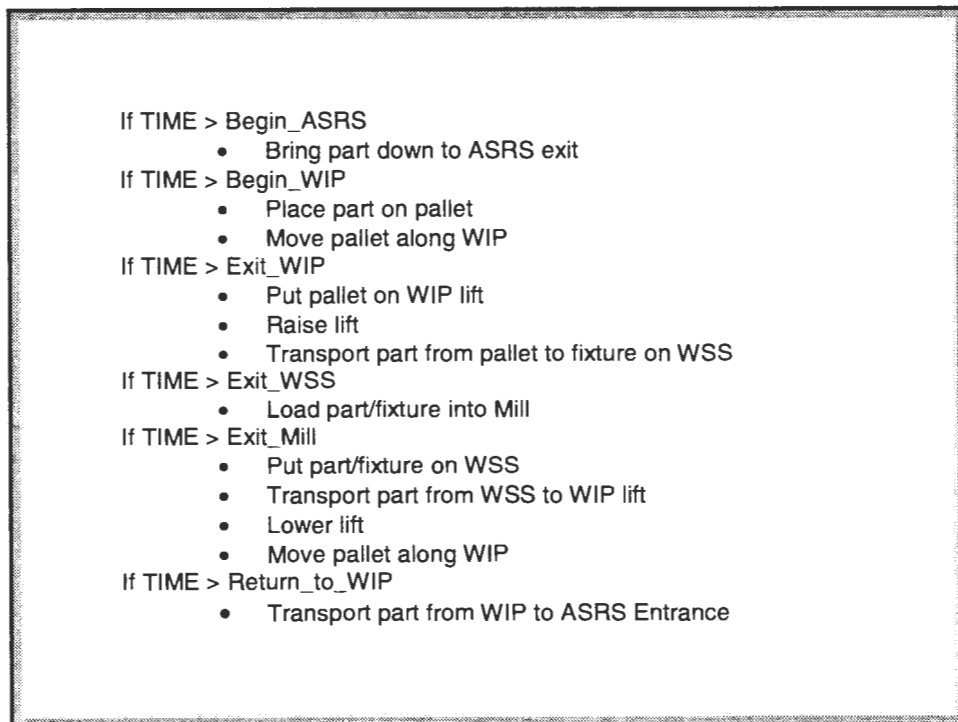 If TIME > Begin_ASRS
• Bring part down to ASRS exit
If TIME > Begin_WIP
• Place part on pallet
• Move pallet along WIP
If TIME > Exit_WIP
• Put pallet on WIP lift
• Raise lift
• Transport part from pallet to fixture on WSS
If TIME > Exit_WSS
• Load part/fixture into Mill
If TIME > Exit_Mill
• Put part/fixture on WSS
• Transport part from WSS to WIP lift
• Lower lift
• Move pallet along WIP
If TIME > Return_to_WIP
• Transport part from WIP to ASRS Entrance